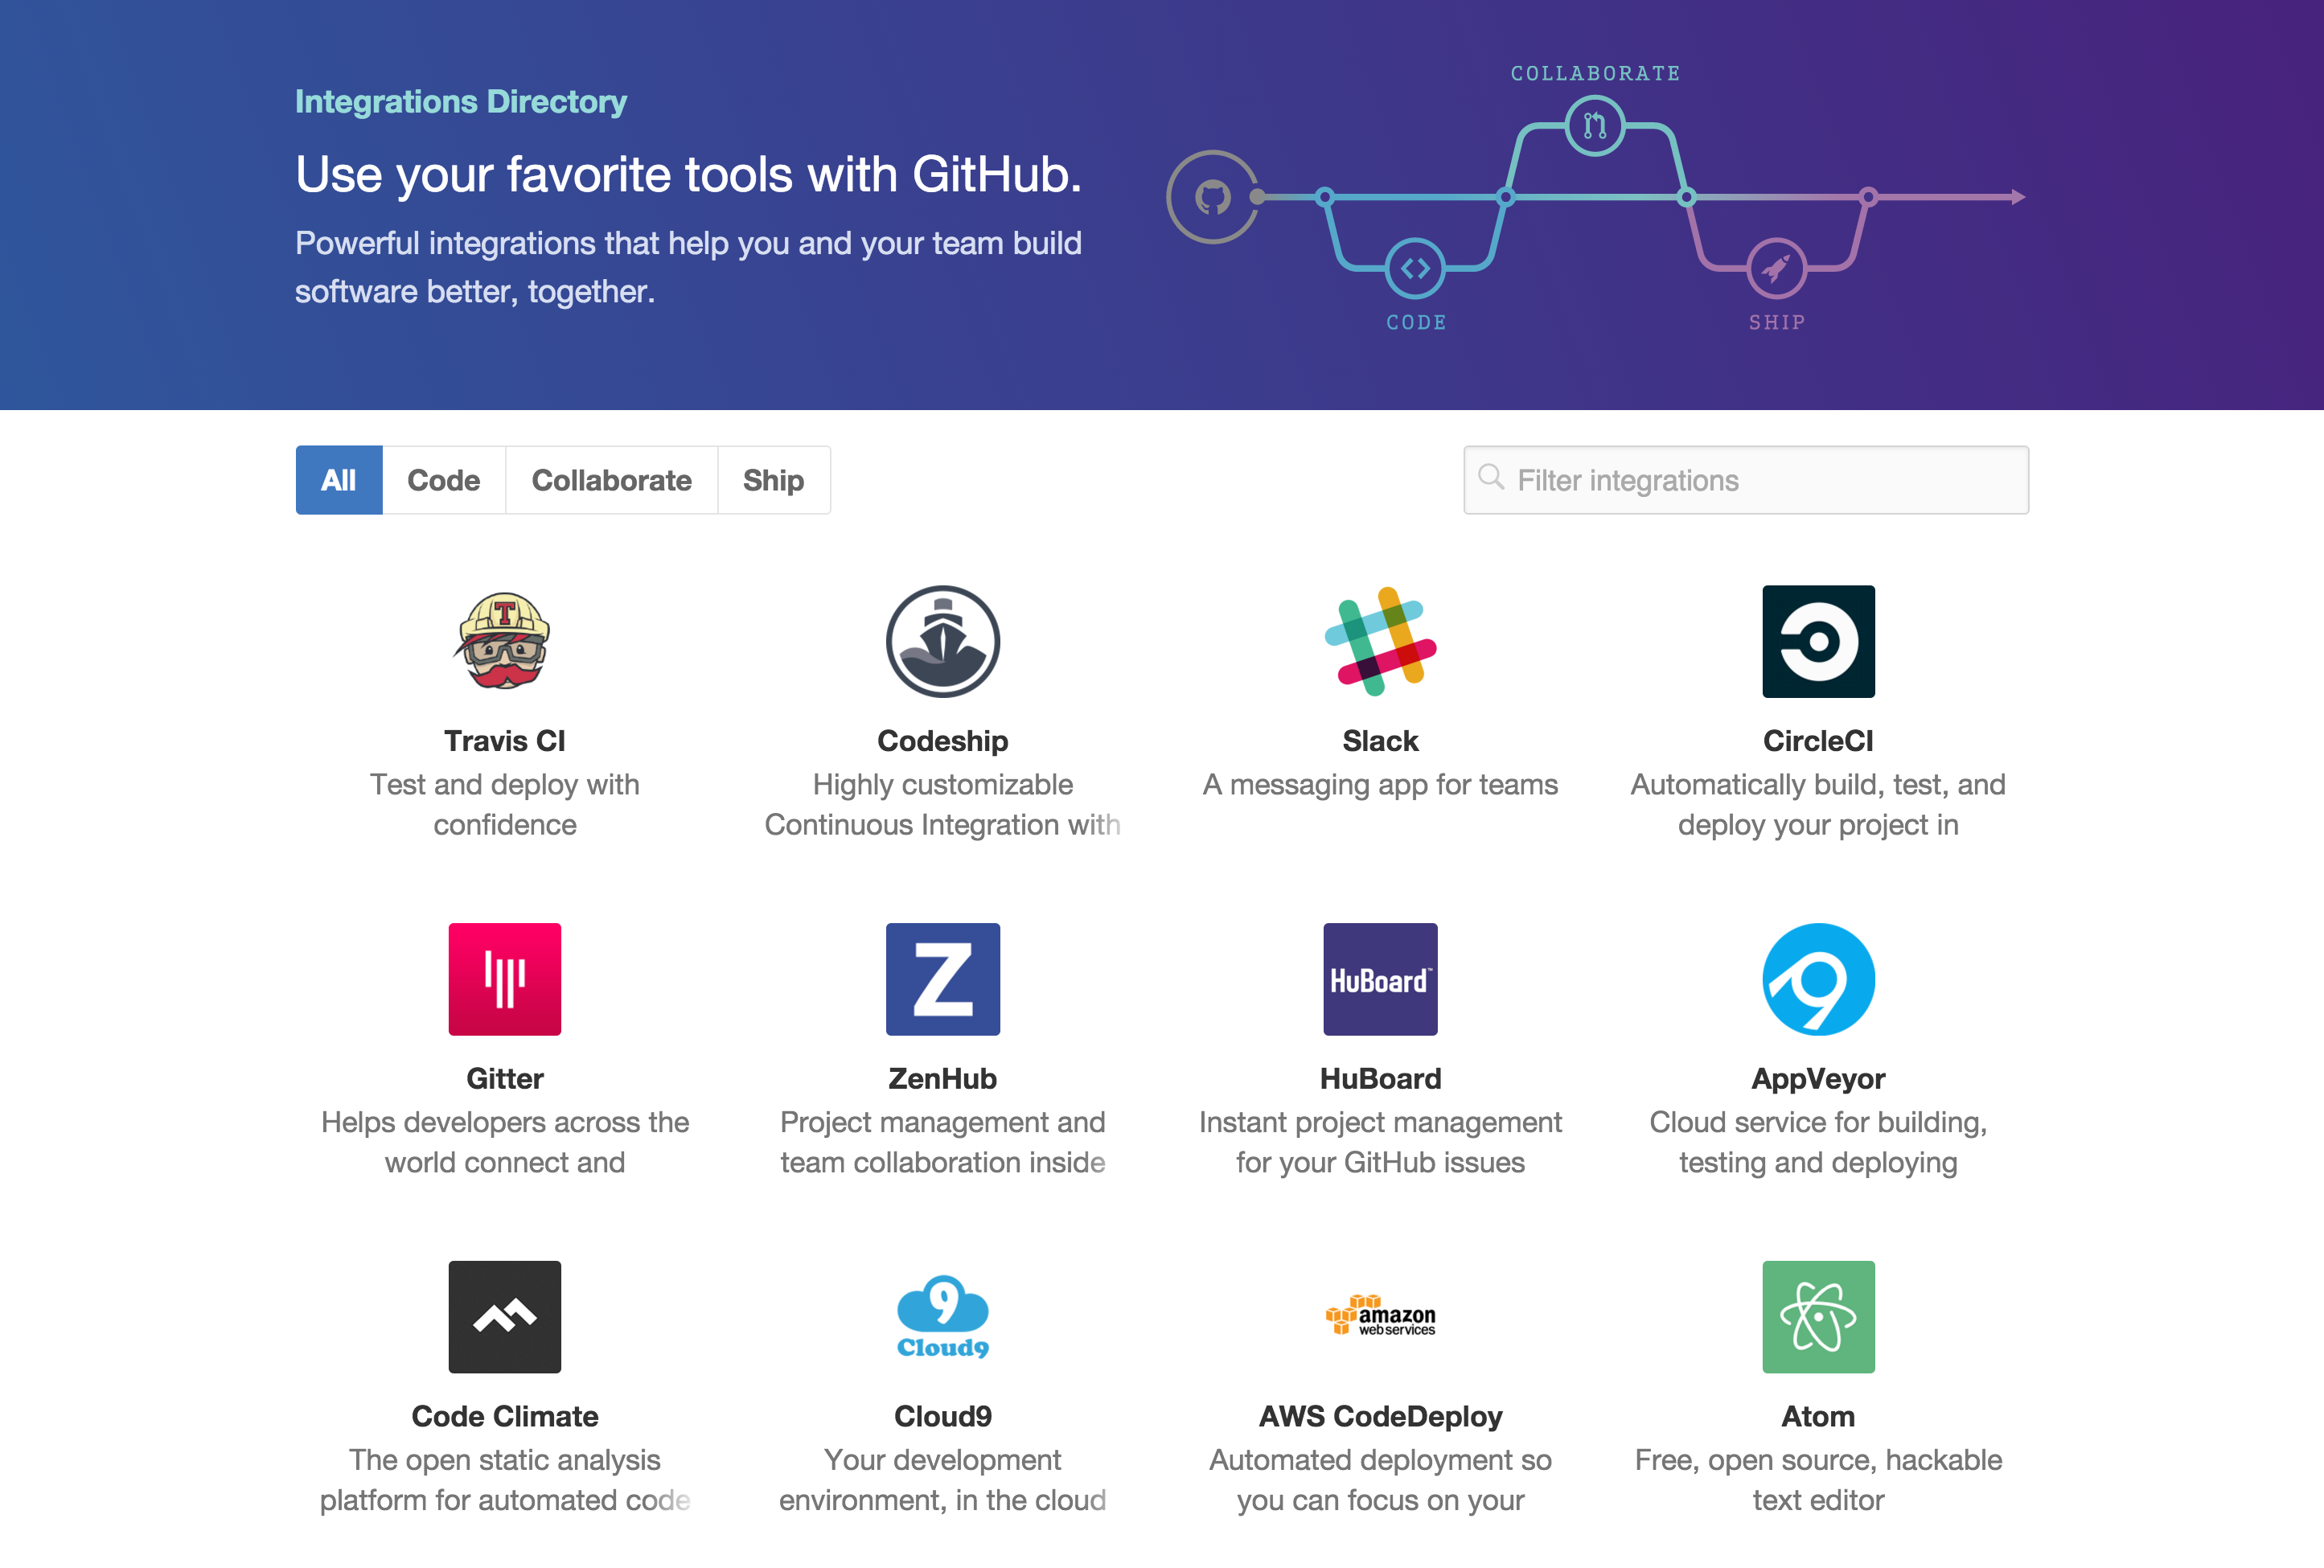 COLLABORATE
Integrations Directory
Use your favorite tools with GitHub.
Powerful integrations that help you and your team build
software better, together.
CODE
SHIP
All
Code
Collaborate
Ship
Filter integrations
T
Travis CI
Test and deploy with
confidence
Codeship
Highly customizable
Continuous Integration with
Slack
A messaging app for teams
CircleCI
Automatically build, test, and
deploy your project in
Gitter
Helps developers across the
world connect and
Z
ZenHub
Project management and
team collaboration inside
HuBoard™
HuBoard
Instant project management
for your GitHub issues
AppVeyor
Cloud service for building,
testing and deploying
Code Climate
The open static analysis
platform for automated code
9
Cloud9
Cloud9
Your development
environment, in the cloud
amazon
web services
AWS CodeDeploy
Automated deployment so
you can focus on your
Atom
Free, open source, hackable
text editor